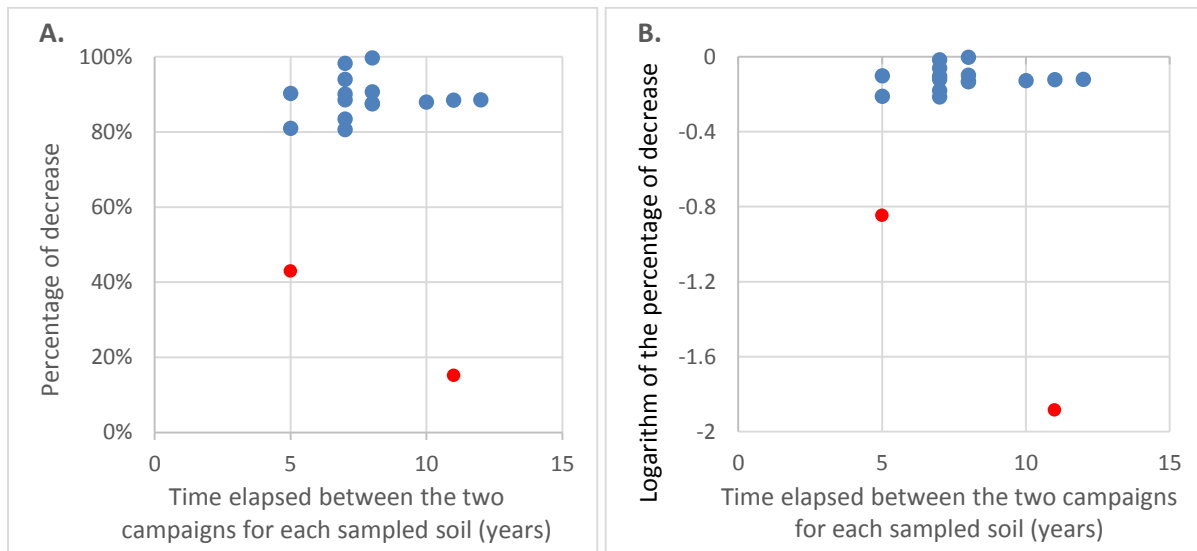 A.
Percentage of decrease
100%
80%
60%
40%
20%
0%
0
5
10
15
Time elapsed between the two
campaigns for each sampled soil (years)
B.
Logarithm of the percentage of decrease
0
-0.4
-0.8
-1.2
-1.6
-2
0
5
10
15
Time elapsed between the two campaigns
for each sampled soil (years)